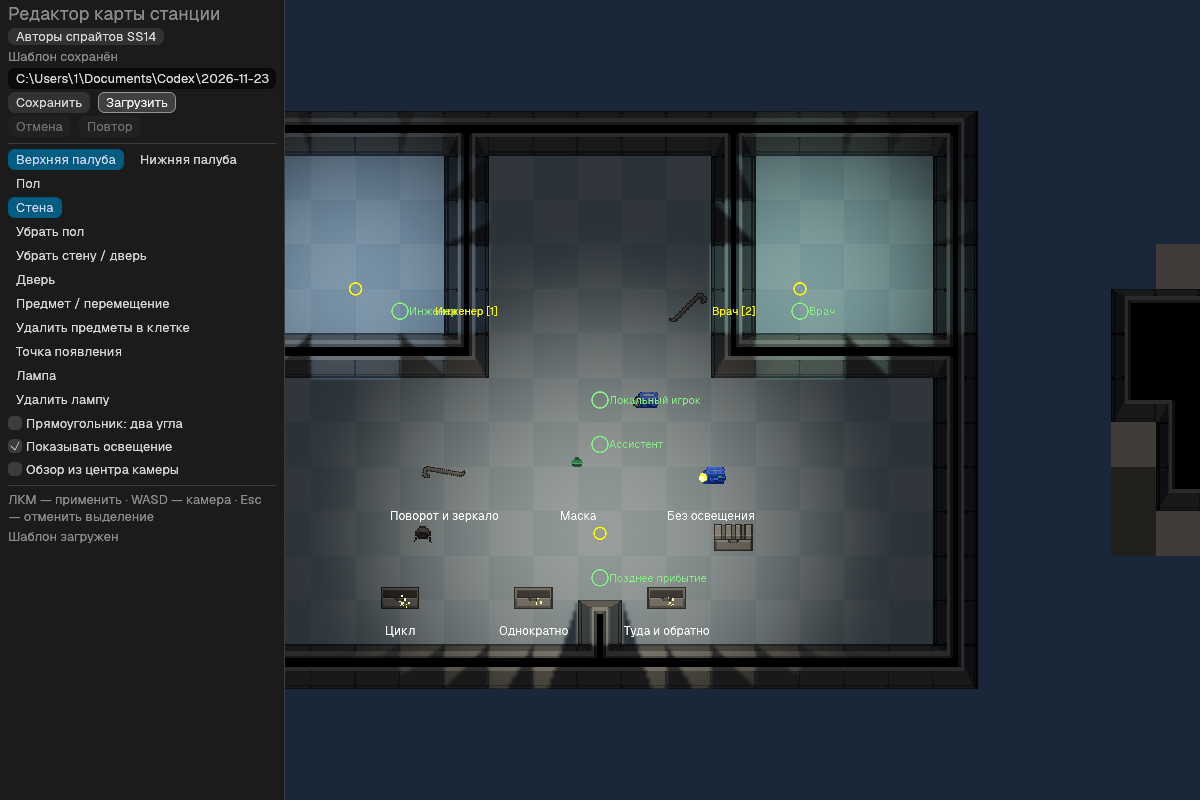 Редактор карты станции
Авторы спрайтов SS14
Шаблон сохранён
C:\Users\1\Documents\Codex\2026-11-23
Сохранить
Загрузить
Отмена
Повтор
Верхняя палуба
Нижняя палуба
Пол
Стена
Убрать пол
Убрать стену / дверь
Дверь
Предмет / перемещение
Удалить предметы в клетке
Точка появления
Лампа
Удалить лампу
Прямоугольник: два угла
Показывать освещение
Обзор из центра камеры
ЛКМ — применить · WASD — камера · Esc
— отменить выделение
Шаблон загружен
Инженер [1]
Врач [2]
Врач
Локальный игрок
Ассистент
Поворот и зеркало
Маска
Без освещения
Позднее прибытие
Цикл
Однократно
Туда и обратно